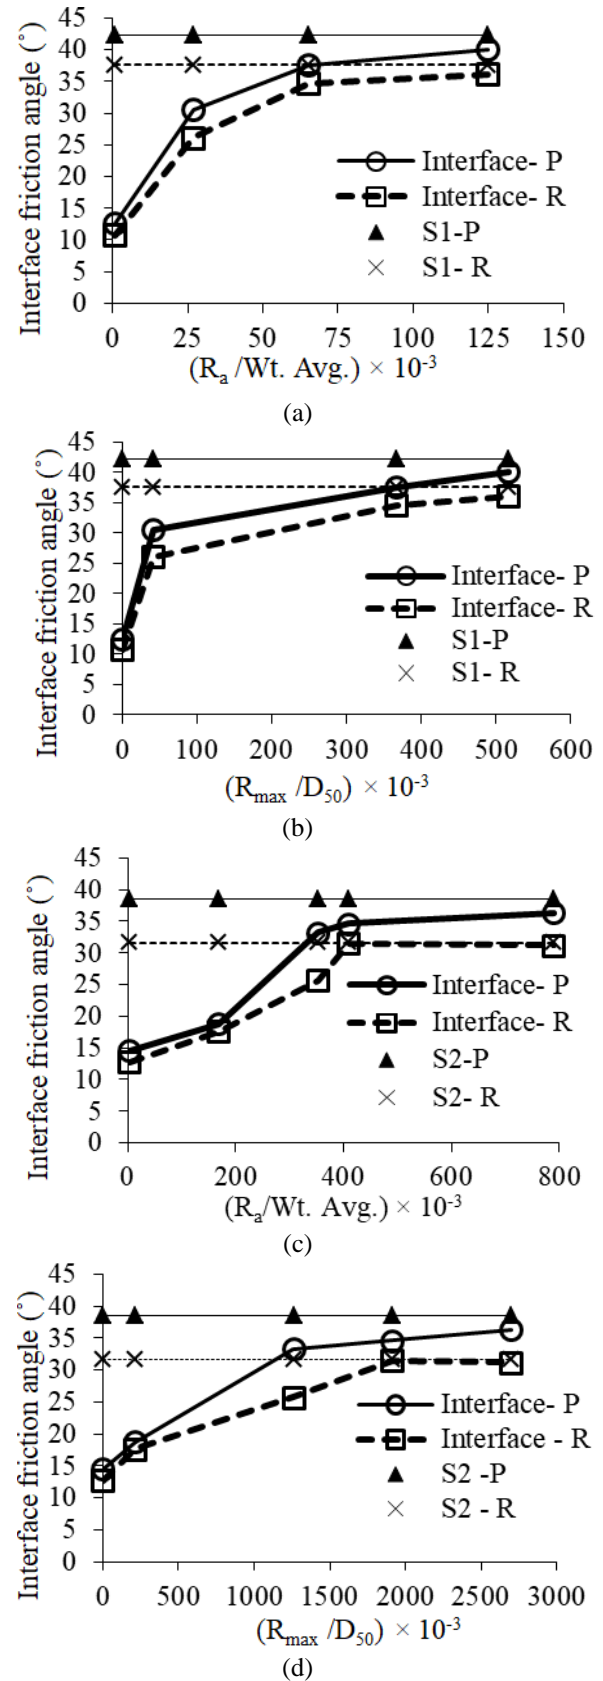 Interface friction angle (˚)
45
40
35
30
25
20
15
10
5
0
Interface- P
Interface- R
S1-P
S1- R
0 25 50 75 100 125 150
(Ra /Wt. Avg.) × 10-3
(a)
Interface friction angle (˚)
45
40
35
30
25
20
15
10
5
0
Interface- P
Interface- R
S1-P
S1- R
0 100 200 300 400 500 600
(Rmax /D50) × 10-3
(b)
Interface friction angle (˚)
45
40
35
30
25
20
15
10
5
0
Interface- P
Interface- R
S2-P
S2- R
0 200 400 600 800
(Ra/Wt. Avg.) × 10-3
(c)
Interface friction angle (˚)
45
40
35
30
25
20
15
10
5
0
Interface- P
Interface - R
S2 -P
S2 - R
0 500 1000 1500 2000 2500 3000
(Rmax /D50) × 10-3
(d)